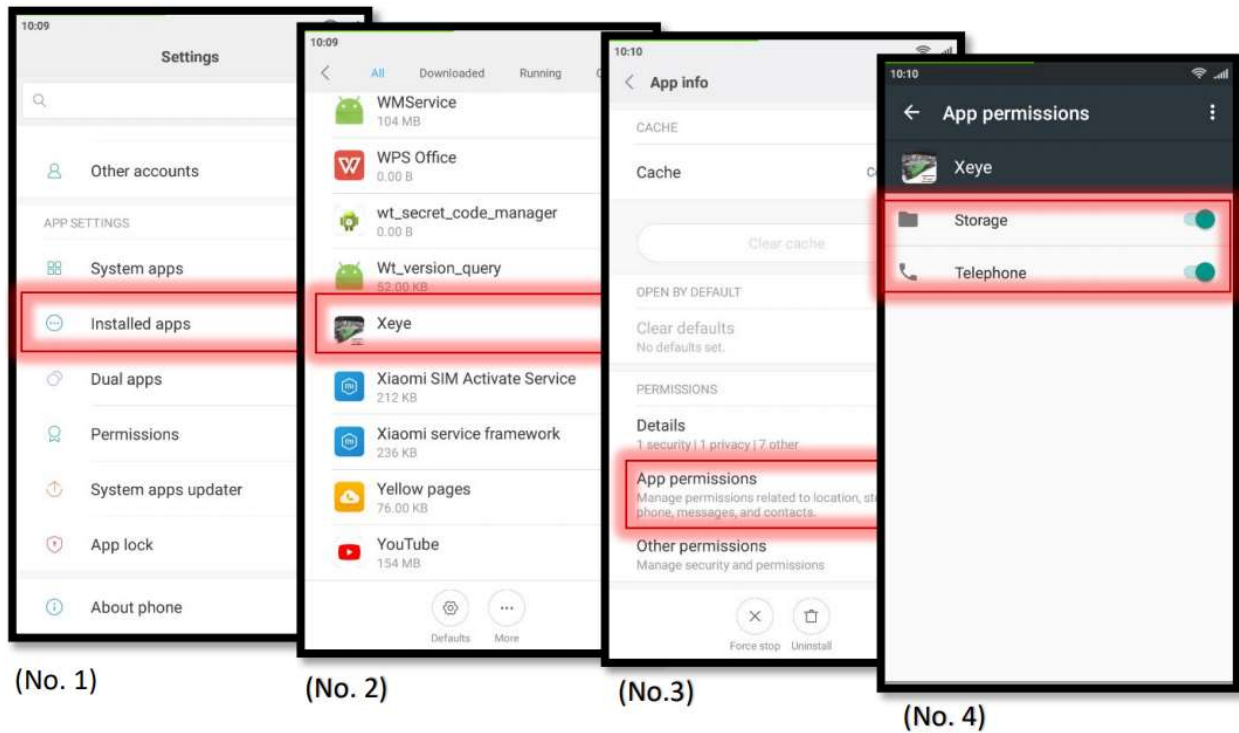 10:09
Settings
Other accounts
APP SETTINGS
System apps
Installed apps
Dual apps
Permissions
System apps updater
App lock
About phone
(No. 1)
10:09
All Downloaded Running
WMService
104 MB
WPS Office
0.00 B
wt_secret_code_manager
0.00 B
Wt_version_query
52.00 KB
Xeye
Xiaomi SIM Activate Service
212 KB
Xiaomi service framework
236 KB
Yellow pages
76.00 KB
YouTube
154 MB
Defaults More
(No. 2)
10:10
App info
CACHE
Cache
Clear cache
OPEN BY DEFAULT
Clear defaults
No defaults set.
PERMISSIONS
Details
1 security | 1 privacy | 7 other
App permissions
Manage permissions related to location,
phone, messages, and contacts.
Other permissions
Manage security and permissions
Force stop Uninstall
(No.3)
10:10
App permissions
Xeye
Storage
Telephone
(No. 4)